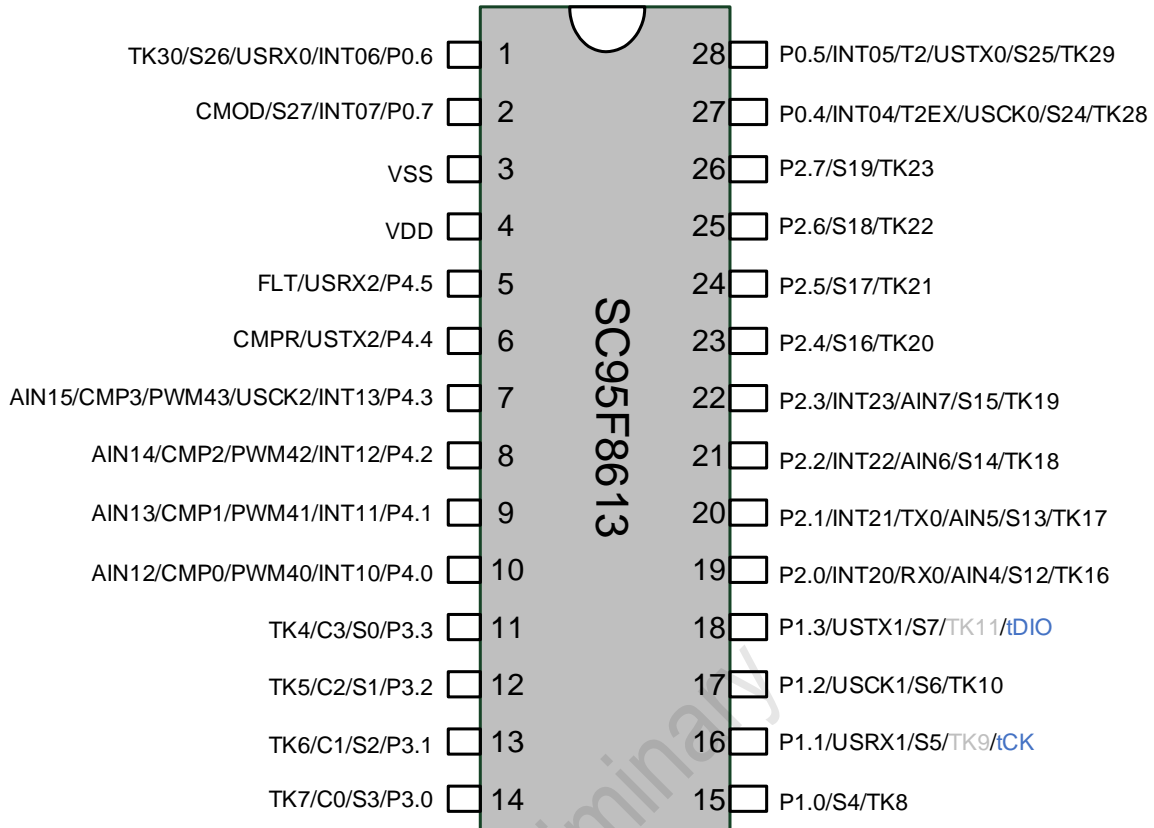 TK30/S26/USRX0/INT06/P0.6 1 28 P0.5/INT05/T2/USTX0/S25/TK29
CMOD/S27/INT07/P0.7 2 27 P0.4/INT04/T2EX/USCK0/S24/TK28
VSS 3 26 P2.7/S19/TK23
VDD 4 25 P2.6/S18/TK22
FLT/USRX2/P4.5 5 24 P2.5/S17/TK21
CMPR/USTX2/P4.4 6 23 P2.4/S16/TK20
AIN15/CMP3/PWM43/USCK2/INT13/P4.3 7 22 P2.3/INT23/AIN7/S15/TK19
AIN14/CMP2/PWM42/INT12/P4.2 8 21 P2.2/INT22/AIN6/S14/TK18
AIN13/CMP1/PWM41/INT11/P4.1 9 20 P2.1/INT21/TX0/AIN5/S13/TK17
AIN12/CMP0/PWM40/INT10/P4.0 10 19 P2.0/INT20/RX0/AIN4/S12/TK16
TK4/C3/S0/P3.3 11 18 P1.3/USTX1/S7/TK11/tDIO
TK5/C2/S1/P3.2 12 17 P1.2/USCK1/S6/TK10
TK6/C1/S2/P3.1 13 16 P1.1/USRX1/S5/TK9/tCK
TK7/C0/S3/P3.0 14 15 P1.0/S4/TK8
SC95F8613